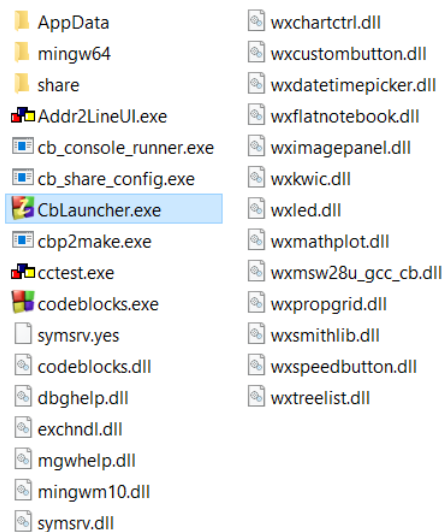 AppData
mingw64
share
Addr2LineUI.exe
cb_console_runner.exe
cb_share_config.exe
CbLauncher.exe
cbp2make.exe
cctest.exe
codeblocks.exe
symsrv.yes
codeblocks.dll
dbghelp.dll
exchndl.dll
mgwhelp.dll
mingwm10.dll
symsrv.dll
wxchartctrl.dll
wxcustombutton.dll
wxdatetimepicker.dll
wxflatnotebook.dll
wximagepanel.dll
wxkwic.dll
wxled.dll
wxmathplot.dll
wxmsw28u_gcc_cb.dll
wxpropgrid.dll
wxsmithlib.dll
wxspeedbutton.dll
wxtreelist.dll